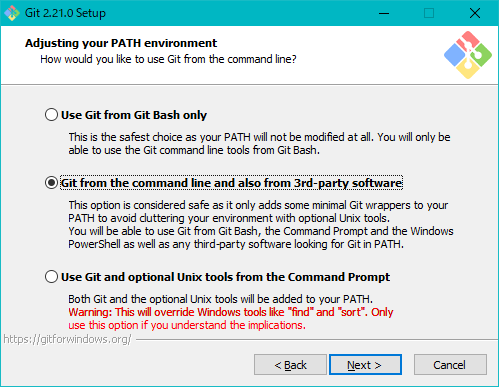 Git 2.21.0 Setup
Adjusting your PATH environment
How would you like to use Git from the command line?
Use Git from Git Bash only
This is the safest choice as your PATH will not be modified at all. You will only be
able to use the Git command line tools from Git Bash.
Git from the command line and also from 3rd-party software
This option is considered safe as it only adds some minimal Git wrappers to your
PATH to avoid cluttering your environment with optional Unix tools.
You will be able to use Git from Git Bash, the Command Prompt and the Windows
PowerShell as well as any third-party software looking for Git in PATH.
Use Git and optional Unix tools from the Command Prompt
Both Git and the optional Unix tools will be added to your PATH.
Warning: This will override Windows tools like "find" and "sort". Only
use this option if you understand the implications.
https://gitforwindows.org/
< Back
Next >
Cancel